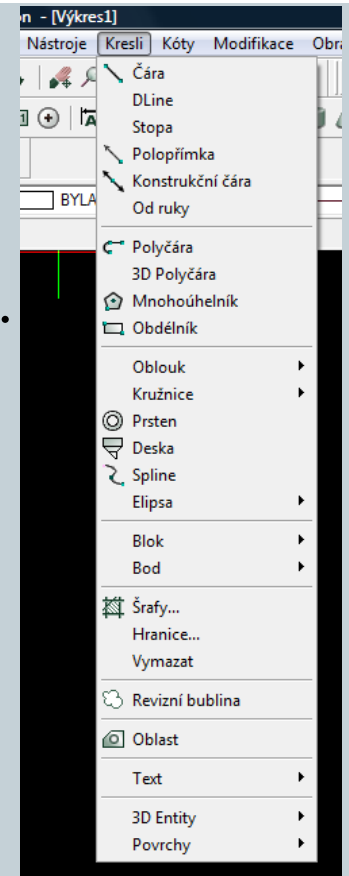 on - [Výkres1]
Nástroje Kresli Kóty Modifikace Obra
BYLA
Čára
DLine
Stopa
Polopřímka
Konstrukční čára
Od ruky
Polyčára
3D Polyčára
Mnohoúhelník
Obdélník
Oblouk
Kružnice
Prsten
Deska
Spline
Elipsa
Blok
Bod
Šrafy...
Hranice...
Vymazat
Revizní bublina
Oblast
Text
3D Entity
Povrchy